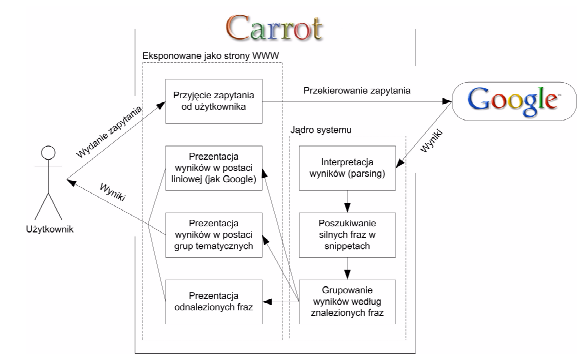 Carrot
Eksponowane jako strony WWW
Przyjęcie zapytania
od użytkownika
Przekierowanie zapytania
Google™
Wydanie zapytania
Wyniki
Jądro systemu
Prezentacja
wyników w postaci
liniowej (jak Google)
Interpretacja
wyników (parsing)
Wyniki
Użytkownik
Prezentacja
wyników w postaci
grup tematycznych
Poszukiwanie
silnych fraz w
snippetach
Prezentacja
odnalezionych fraz
Grupowanie
wyników według
znalezionych fraz